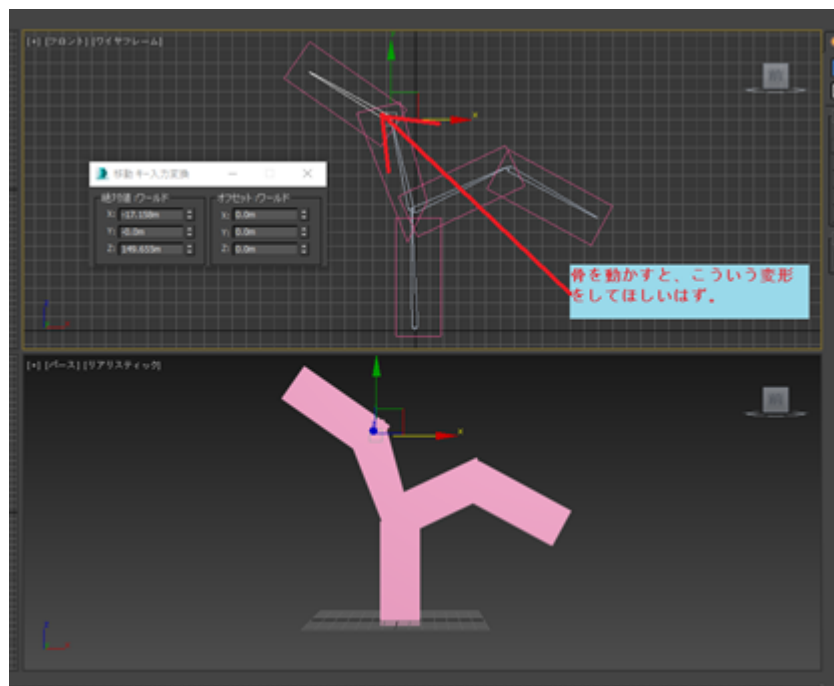 [+] [フロント] [ワイヤフレーム]
前
x
移動 キー入力変換
絶対値:ワールド
オフセット:ワールド
X: -17.158m
X: 0.0m
Y: -0.0m
Y: 0.0m
Z: 149.655m
Z: 0.0m
骨を動かすと、こういう変形
をしてほしいはず。
[+] [パース] [リアリスティック]
前
x